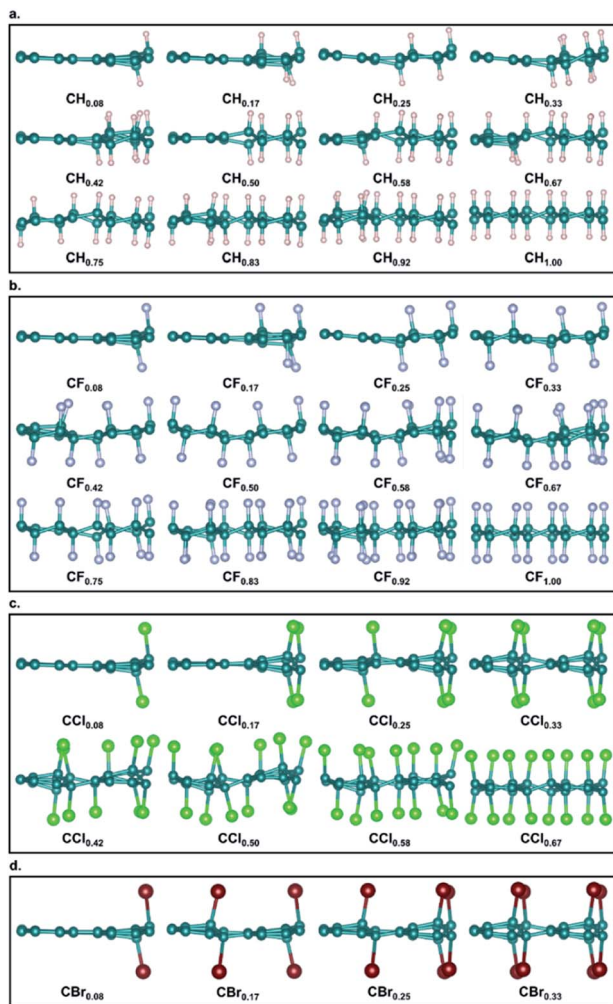 a.
CH0.08 CH0.17 CH0.25 CH0.33
CH0.42 CH0.50 CH0.58 CH0.67
CH0.75 CH0.83 CH0.92 CH1.00
b.
CF0.08 CF0.17 CF0.25 CF0.33
CF0.42 CF0.50 CF0.58 CF0.67
CF0.75 CF0.83 CF0.92 CF1.00
c.
CCl0.08 CCl0.17 CCl0.25 CCl0.33
CCl0.42 CCl0.50 CCl0.58 CCl0.67
d.
CBr0.08 CBr0.17 CBr0.25 CBr0.33